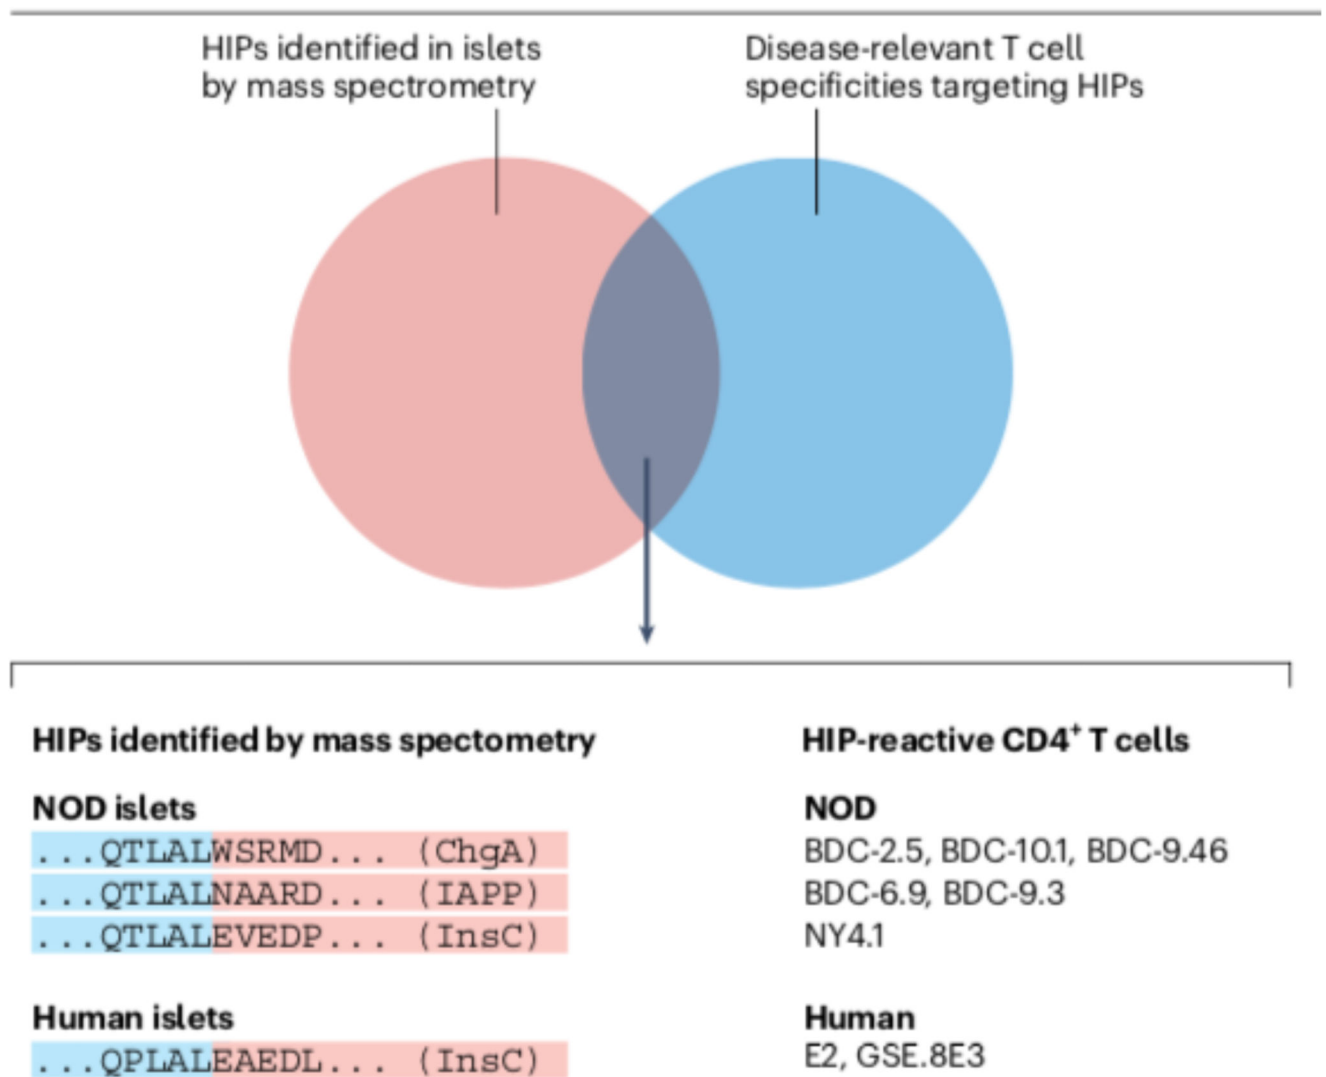 HIPs identified in islets
by mass spectrometry
Disease-relevant T cell
specificities targeting HIPs
HIPs identified by mass spectometry
NOD islets
...QTLALWSRMD... (ChgA)
...QTLALNAARD... (IAPP)
...QTLALEVEDP... (InsC)
Human islets
...QPLALEAEDL... (InsC)
HIP-reactive CD4⁺ T cells
NOD
BDC-2.5, BDC-10.1, BDC-9.46
BDC-6.9, BDC-9.3
NY4.1
Human
E2, GSE.8E3